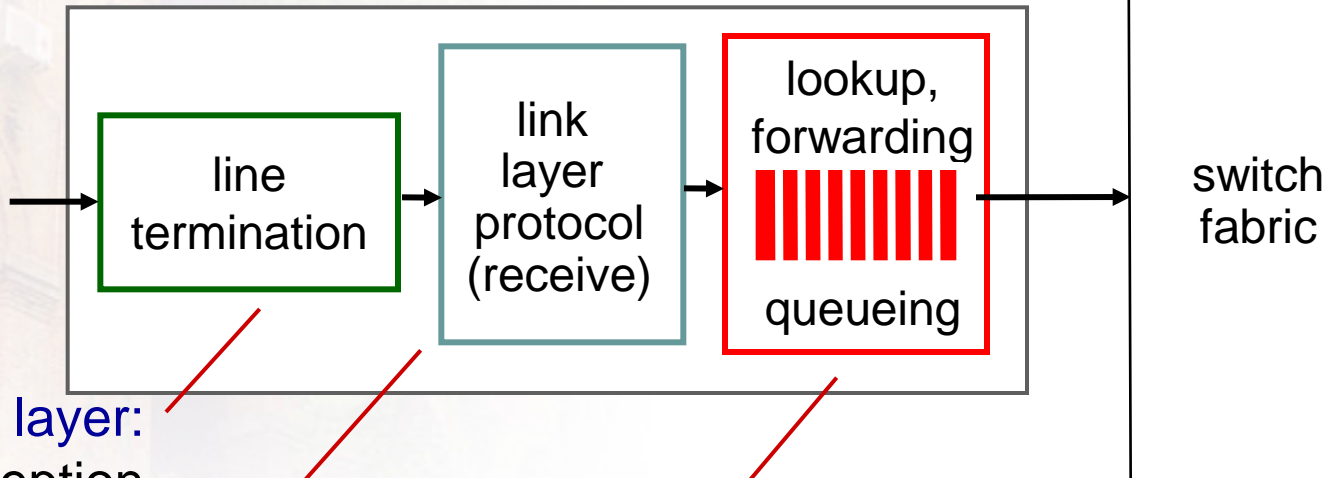 line
termination
link
layer
protocol
(receive)
lookup,
forwarding
queueing
switch
fabric
layer: